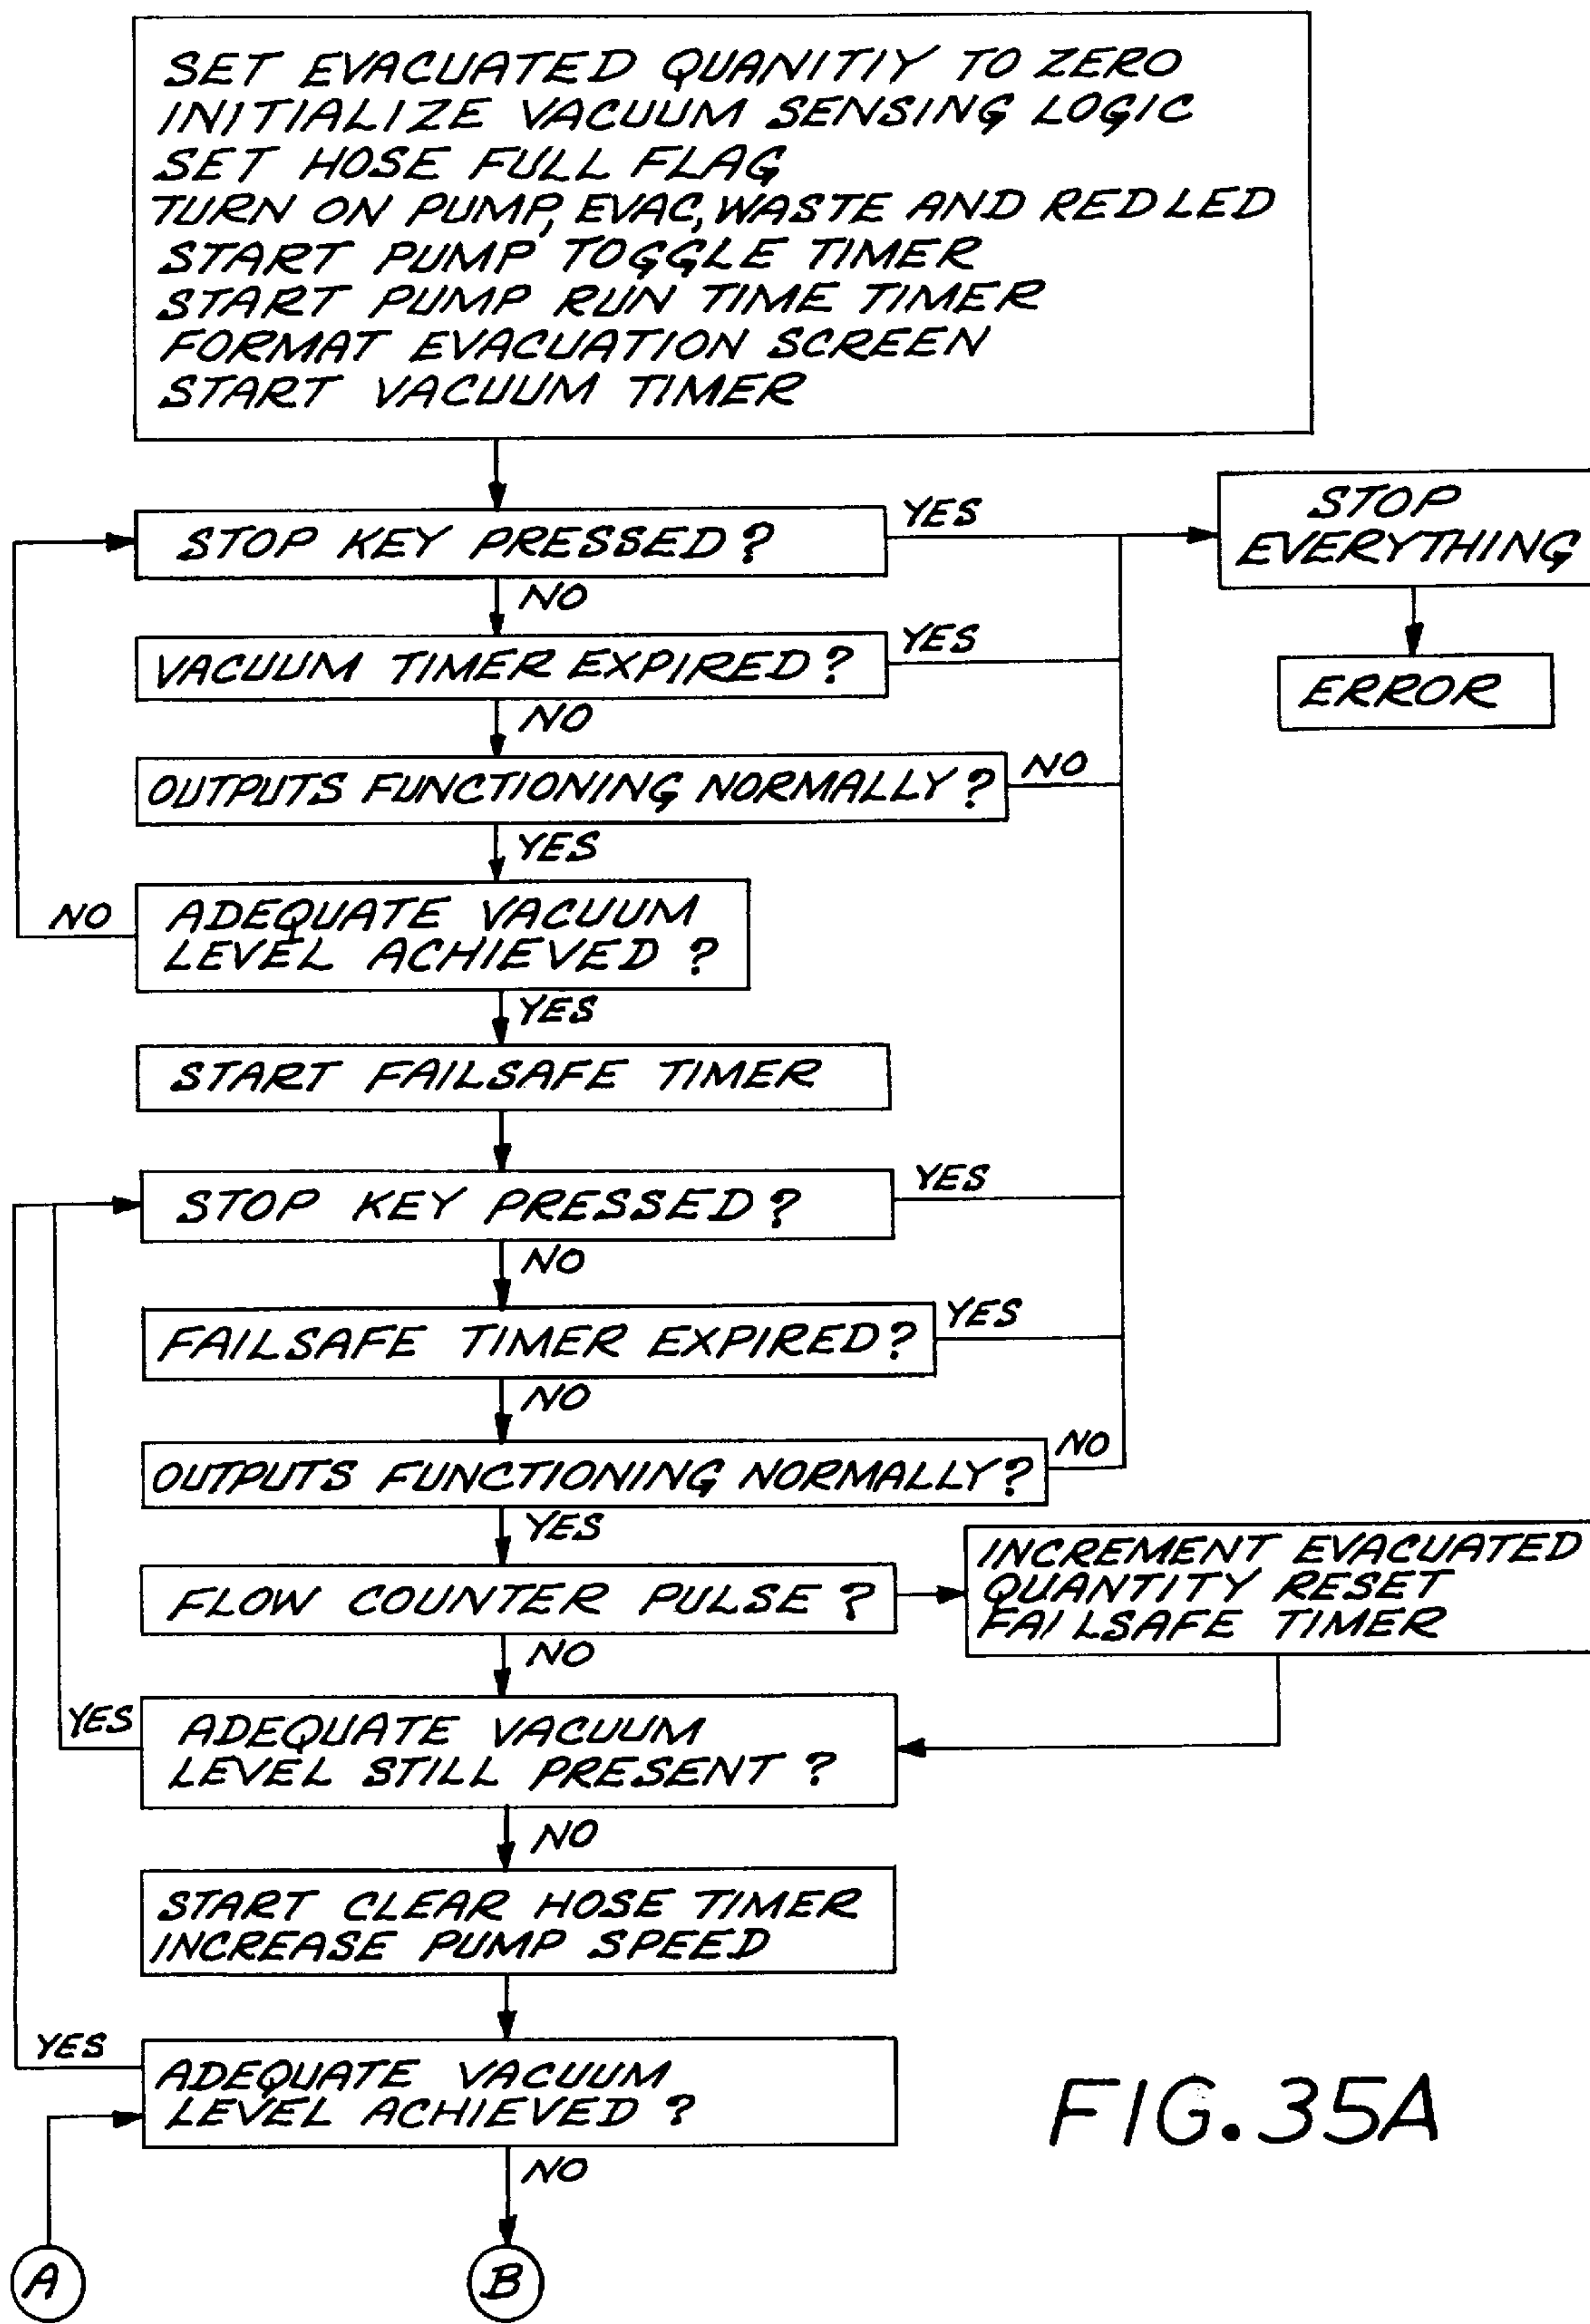 SET EVACUATED QUANITIY TO ZERO
INITIALIZE VACUUM SENSING LOGIC
SET HOSE FULL FLAG
TURN ON PUMP, EVAC, WASTE AND RED LED
START PUMP TOGGLE TIMER
START PUMP RUN TIME TIMER
FORMAT EVACUATION SCREEN
START VACUUM TIMER
STOP KEY PRESSED?
YES
STOP
EVERYTHING
NO
VACUUM TIMER EXPIRED?
YES
ERROR
NO
OUTPUTS FUNCTIONING NORMALLY?
NO
YES
NO
ADEQUATE VACUUM
LEVEL ACHIEVED?
YES
START FAILSAFE TIMER
STOP KEY PRESSED?
YES
NO
FAILSAFE TIMER EXPIRED?
YES
NO
OUTPUTS FUNCTIONING NORMALLY?
NO
YES
FLOW COUNTER PULSE?
INCREMENT EVACUATED
QUANTITY RESET
FAILSAFE TIMER
NO
YES
ADEQUATE VACUUM
LEVEL STILL PRESENT?
NO
START CLEAR HOSE TIMER
INCREASE PUMP SPEED
YES
ADEQUATE VACUUM
LEVEL ACHIEVED?
NO
A
B
FIG. 35A